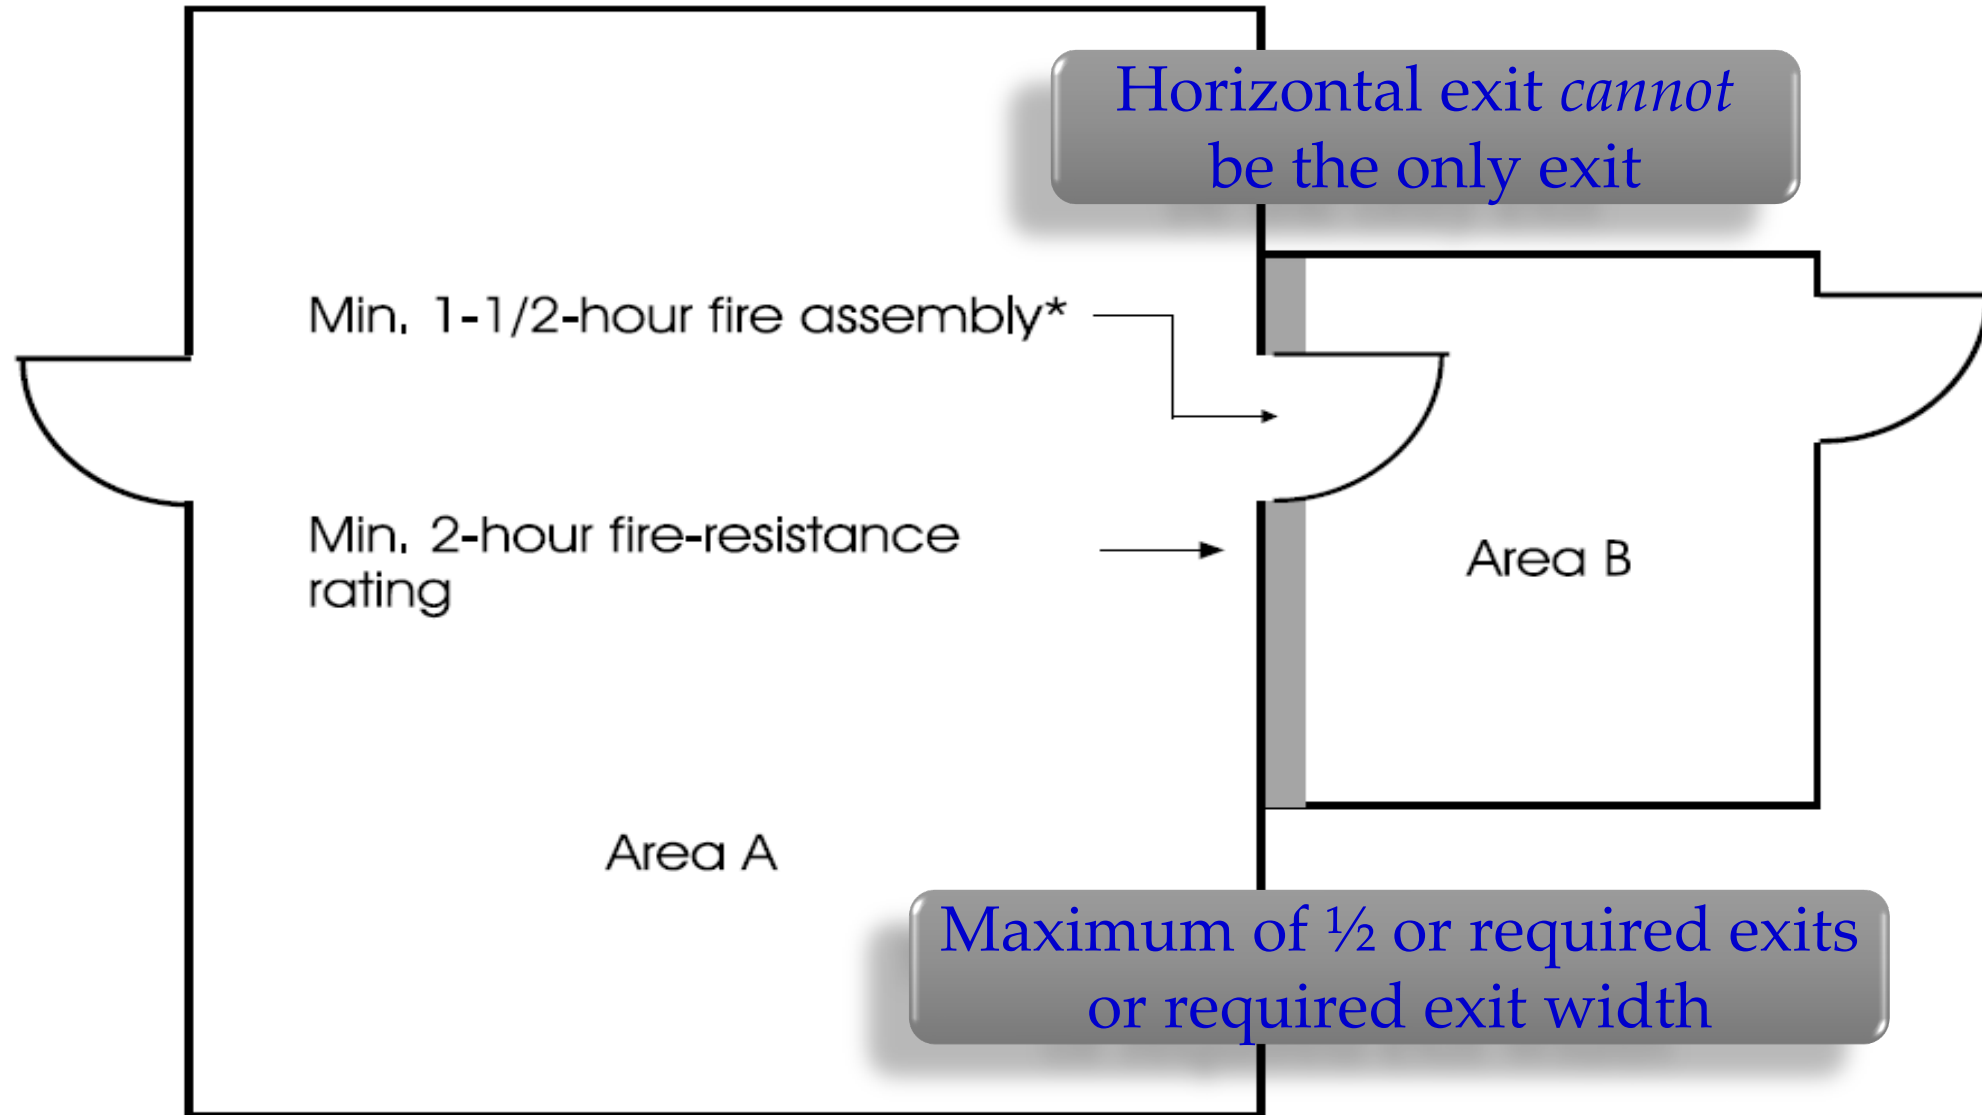 Horizontal exit cannot
be the only exit
Min. 1-1/2-hour fire assembly*
Min. 2-hour fire-resistance
rating
Area B
Area A
Maximum of ½ or required exits
or required exit width